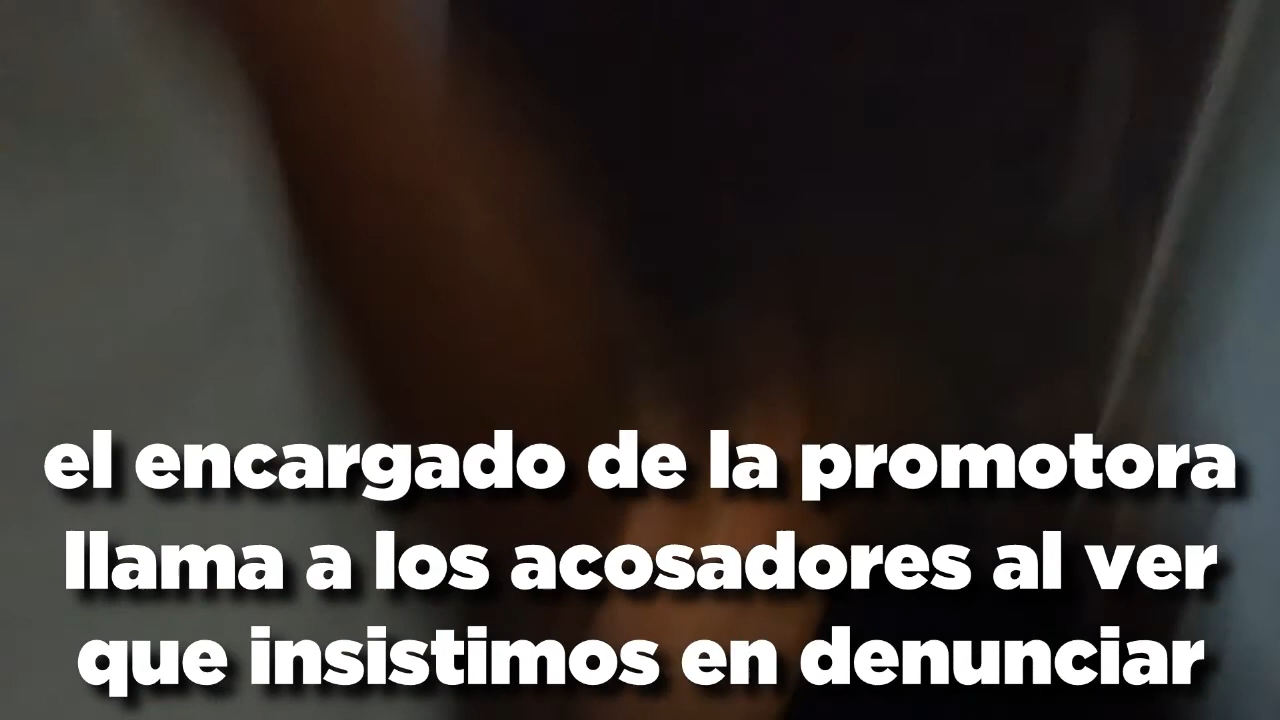 el encargado de la promotora
llama a los acosadores al ver
que insistimos en denunciar